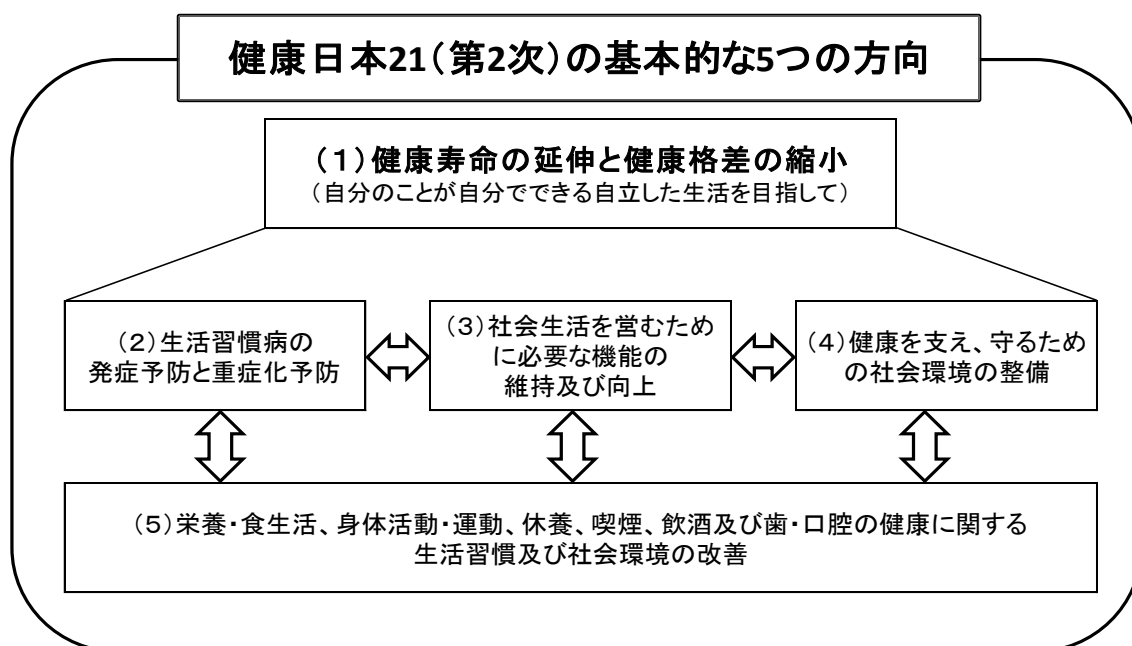 健康日本21(第2次)の基本的な5つの方向
(1)健康寿命の延伸と健康格差の縮小
(自分のことが自分でできる自立した生活を目指して)
(2)生活習慣病の
発症予防と重症化予防
(3)社会生活を営むため
に必要な機能の
維持及び向上
(4)健康を支え、守るため
の社会環境の整備
(5)栄養・食生活、身体活動・運動、休養、喫煙、飲酒及び歯・口腔の健康に関する
生活習慣及び社会環境の改善